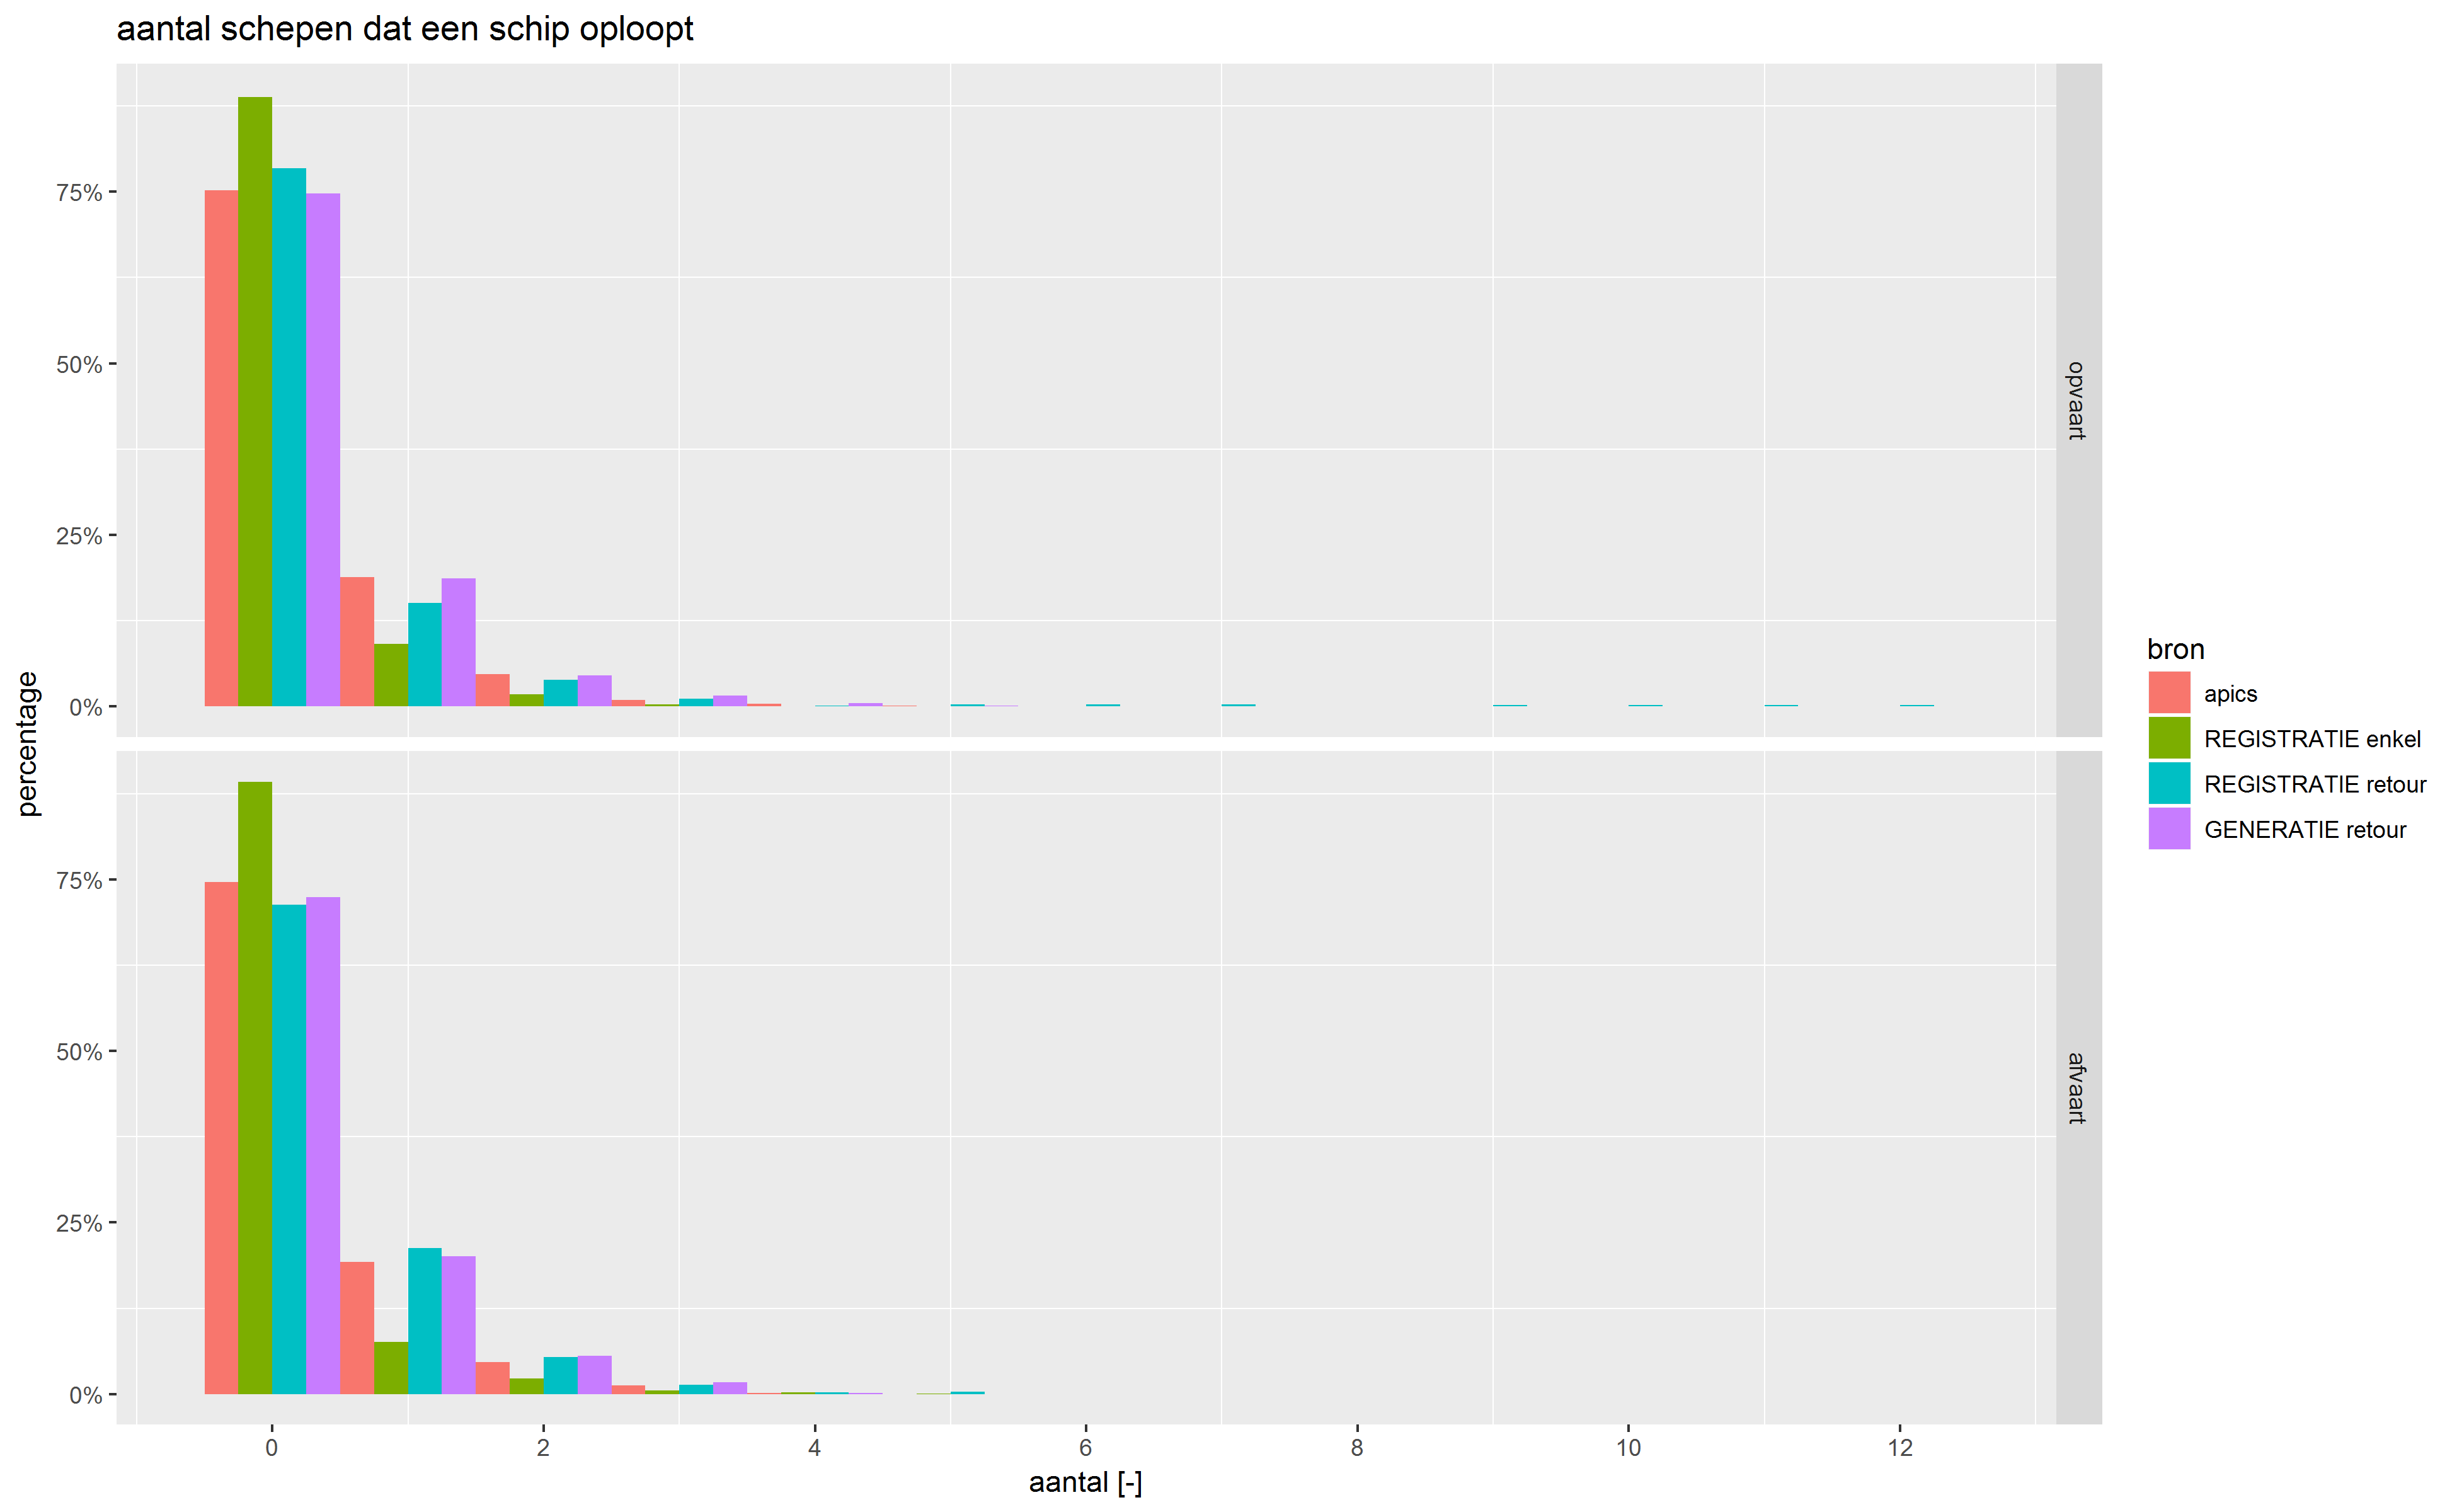 aantal schepen dat een schip oploopt
percentage
75%
50%
25%
0%
opvaart
75%
50%
25%
0%
afvaart
0 2 4 6 8 10 12
aantal [-]
bron
apics
REGISTRATIE enkel
REGISTRATIE retour
GENERATIE retour